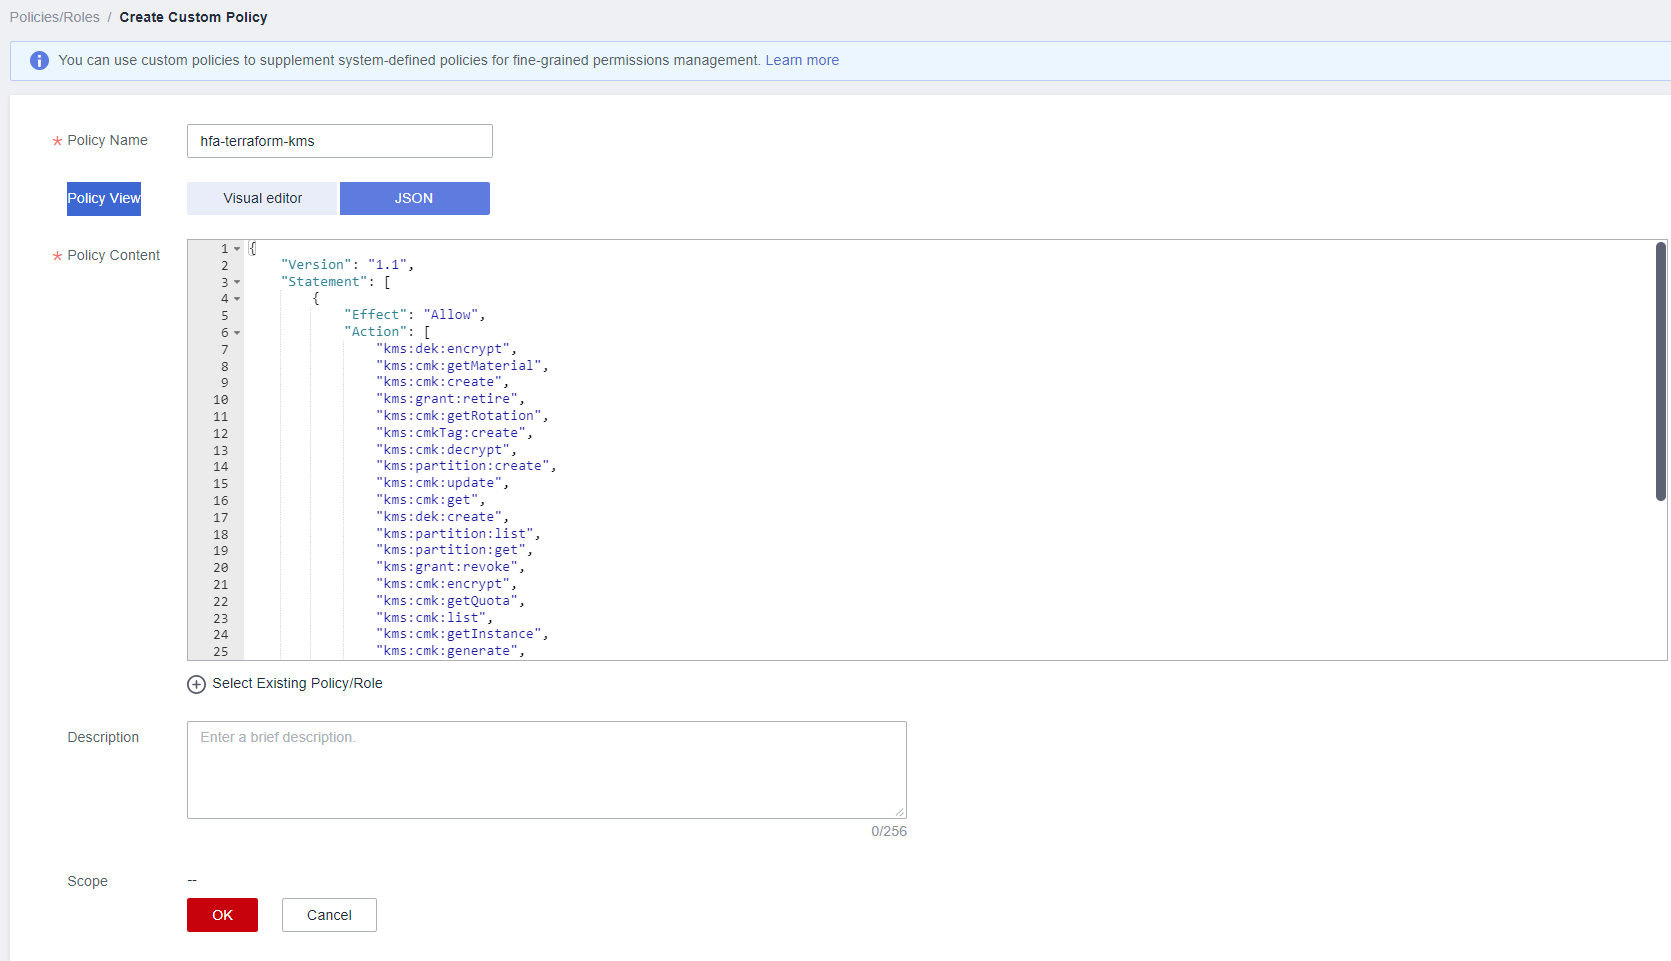 Policies/Roles / Create Custom Policy
You can use custom policies to supplement system-defined policies for fine-grained permissions management. Learn more
* Policy Name hfa-terraform-kms
Policy View Visual editor JSON
* Policy Content
1 {
2 "Version": "1.1",
3 "Statement": [
4 {
5 "Effect": "Allow",
6 "Action": [
7 "kms:dek:encrypt",
8 "kms:cmk:getMaterial",
9 "kms:cmk:create",
10 "kms:grant:retire",
11 "kms:cmk:getRotation",
12 "kms:cmkTag:create",
13 "kms:cmk:decrypt",
14 "kms:partition:create",
15 "kms:cmk:update",
16 "kms:cmk:get",
17 "kms:dek:create",
18 "kms:partition:list",
19 "kms:partition:get",
20 "kms:grant:revoke",
21 "kms:cmk:encrypt",
22 "kms:cmk:getQuota",
23 "kms:cmk:list",
24 "kms:cmk:getInstance",
25 "kms:cmk:generate",
Select Existing Policy/Role
Description Enter a brief description.
0/256
Scope --
OK Cancel